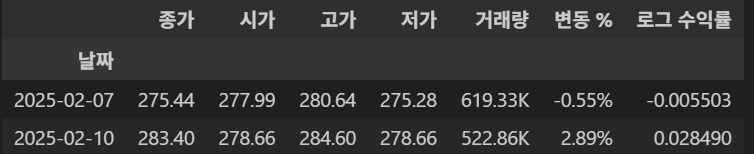 종가 시가 고가 저가 거래량 변동 % 로그 수익률
날짜
2025-02-07 275.44 277.99 280.64 275.28 619.33K -0.55% -0.005503
2025-02-10 283.40 278.66 284.60 278.66 522.86K 2.89% 0.028490